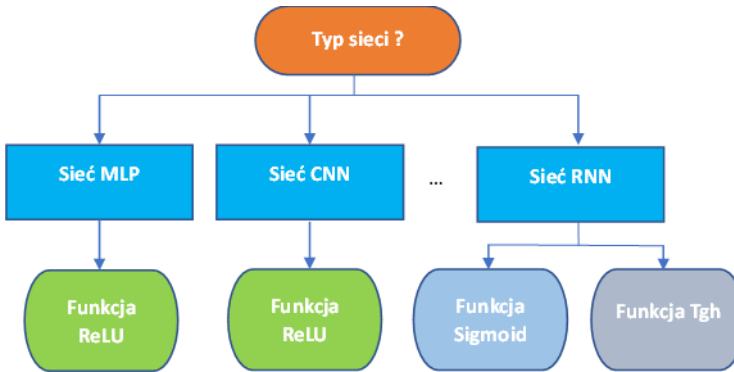 Typ sieci ?
Sieć MLP
Sieć CNN
...
Sieć RNN
Funkcja
ReLU
Funkcja
ReLU
Funkcja
Sigmoid
Funkcja Tgh